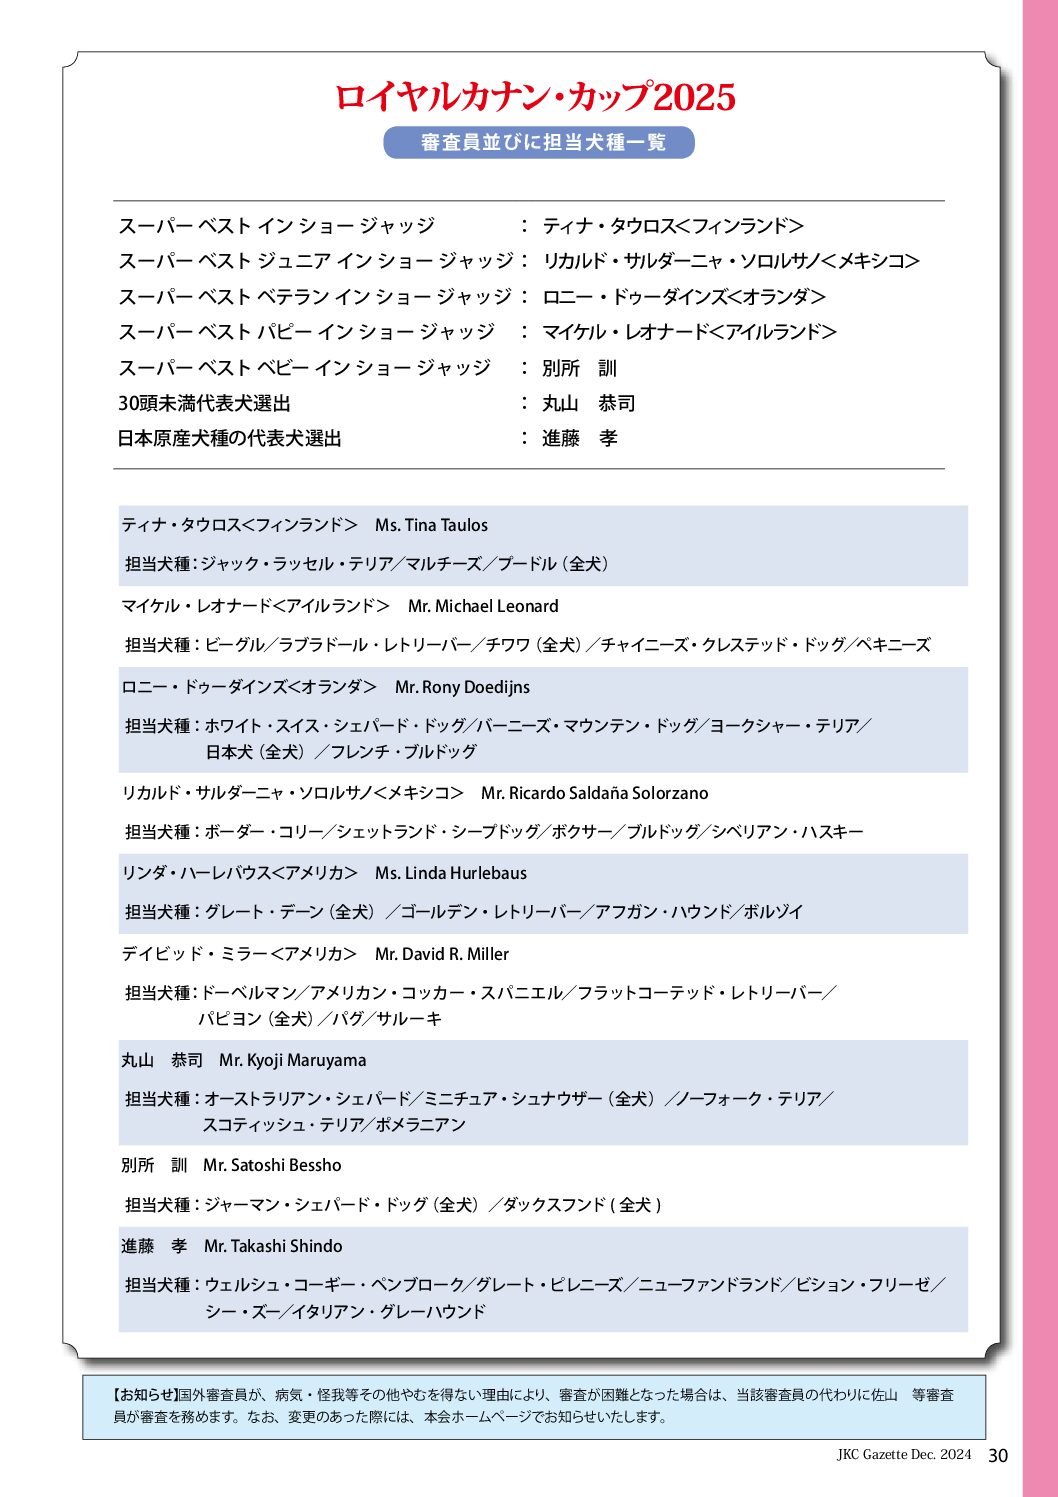 ロイヤルカナン・カップ2025
審査員並びに担当犬種一覧
スーパー ベスト イン ショー ジャッジ ： ティナ・タウロス＜フィンランド＞
スーパー ベスト ジュニア イン ショー ジャッジ ： リカルド・サルダーニャ・ソロルサノ＜メキシコ＞
スーパー ベスト ベテラン イン ショー ジャッジ ： ロニー・ドゥーダインズ＜オランダ＞
スーパー ベスト パピー イン ショー ジャッジ ： マイケル・レオナード＜アイルランド＞
スーパー ベスト ベビー イン ショー ジャッジ ： 別所　訓
30頭未満代表犬選出 ： 丸山　恭司
日本原産犬種の代表犬選出 ： 進藤　孝
ティナ・タウロス＜フィンランド＞　Ms. Tina Taulos
担当犬種：ジャック・ラッセル・テリア／マルチーズ／プードル（全犬）
マイケル・レオナード＜アイルランド＞　Mr. Michael Leonard
担当犬種：ビーグル／ラブラドール・レトリーバー／チワワ（全犬）／チャイニーズ・クレステッド・ドッグ／ペキニーズ
ロニー・ドゥーダインズ＜オランダ＞　Mr. Rony Doedijns
担当犬種：ホワイト・スイス・シェパード・ドッグ／バーニーズ・マウンテン・ドッグ／ヨークシャー・テリア／
日本犬（全犬）／フレンチ・ブルドッグ
リカルド・サルダーニャ・ソロルサノ＜メキシコ＞　Mr. Ricardo Saldaña Solorzano
担当犬種：ボーダー・コリー／シェットランド・シープドッグ／ボクサー／ブルドッグ／シベリアン・ハスキー
リンダ・ハーレバウス＜アメリカ＞　Ms. Linda Hurlebaus
担当犬種：グレート・デーン（全犬）／ゴールデン・レトリーバー／アフガン・ハウンド／ボルゾイ
デイビッド・ミラー＜アメリカ＞　Mr. David R. Miller
担当犬種：ドーベルマン／アメリカン・コッカー・スパニエル／フラットコーテッド・レトリーバー／
パピヨン（全犬）／パグ／サルーキ
丸山　恭司　Mr. Kyoji Maruyama
担当犬種：オーストラリアン・シェパード／ミニチュア・シュナウザー（全犬）／ノーフォーク・テリア／
スコティッシュ・テリア／ポメラニアン
別所　訓　Mr. Satoshi Bessho
担当犬種：ジャーマン・シェパード・ドッグ（全犬）／ダックスフンド ( 全犬 )
進藤　孝　Mr. Takashi Shindo
担当犬種：ウェルシュ・コーギー・ペンブローク／グレート・ピレニーズ／ニューファンドランド／ビション・フリーゼ／
シー・ズー／イタリアン・グレーハウンド
【お知らせ】国外審査員が、病気・怪我等その他やむを得ない理由により、審査が困難となった場合は、当該審査員の代わりに佐山　等審査
員が審査を務めます。なお、変更のあった際には、本会ホームページでお知らせいたします。
JKC Gazette Dec. 2024 30